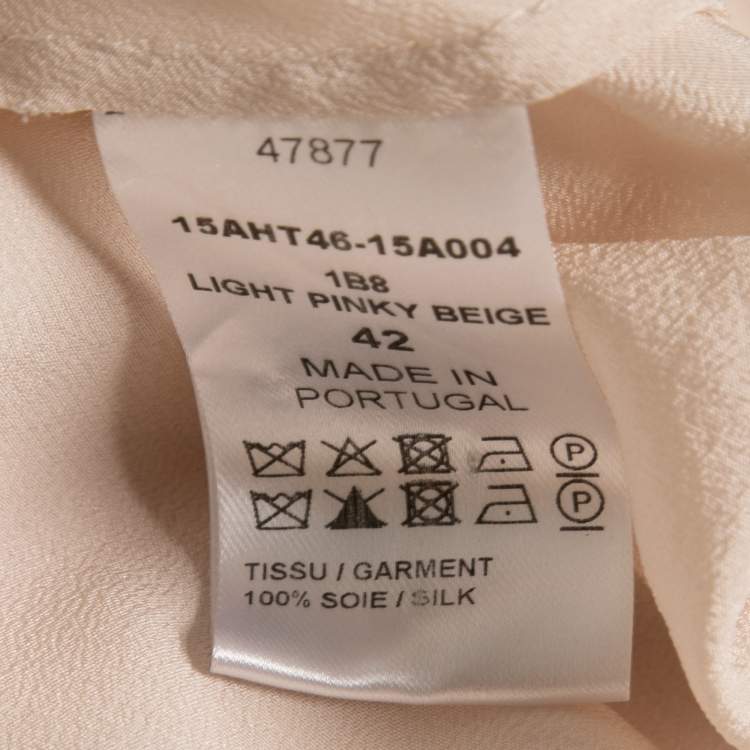 47877
15AHT46-15A004
1B8
LIGHT PINKY BEIGE
42
MADE IN
PORTUGAL
P
P
TISSU / GARMENT
100% SOIE / SILK